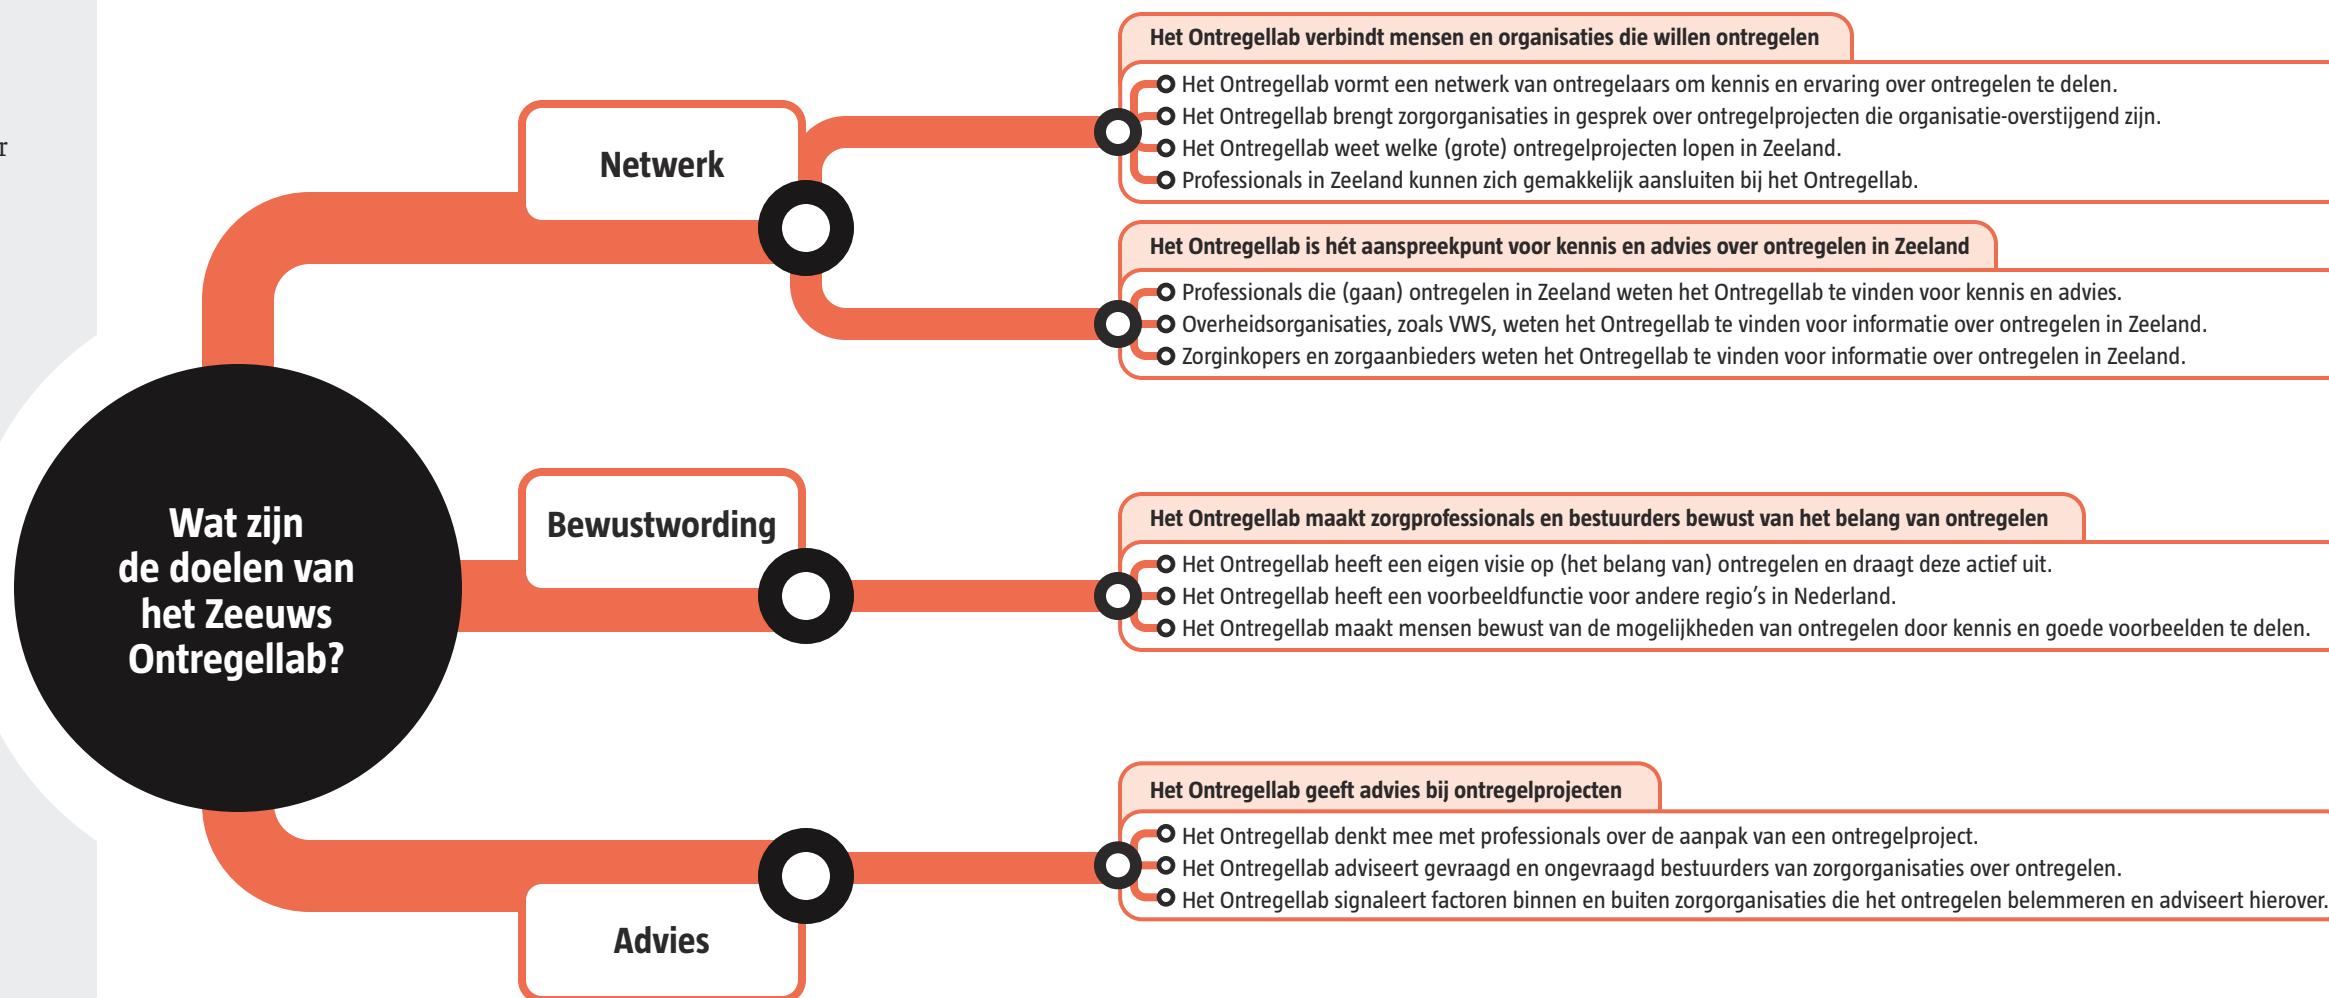 r
Wat zijn
de doelen van
het Zeeuws
Ontregellab?
Netwerk
Het Ontregellab verbindt mensen en organisaties die willen ontregelen
Het Ontregellab vormt een netwerk van ontregelaars om kennis en ervaring over ontregelen te delen.
Het Ontregellab brengt zorgorganisaties in gesprek over ontregelprojecten die organisatie-overstijgend zijn.
Het Ontregellab weet welke (grote) ontregelprojecten lopen in Zeeland.
Professionals in Zeeland kunnen zich gemakkelijk aansluiten bij het Ontregellab.
Het Ontregellab is hét aanspreekpunt voor kennis en advies over ontregelen in Zeeland
Professionals die (gaan) ontregelen in Zeeland weten het Ontregellab te vinden voor kennis en advies.
Overheidsorganisaties, zoals VWS, weten het Ontregellab te vinden voor informatie over ontregelen in Zeeland.
Zorginkopers en zorgaanbieders weten het Ontregellab te vinden voor informatie over ontregelen in Zeeland.
Bewustwording
Het Ontregellab maakt zorgprofessionals en bestuurders bewust van het belang van ontregelen
Het Ontregellab heeft een eigen visie op (het belang van) ontregelen en draagt deze actief uit.
Het Ontregellab heeft een voorbeeldfunctie voor andere regio’s in Nederland.
Het Ontregellab maakt mensen bewust van de mogelijkheden van ontregelen door kennis en goede voorbeelden te delen.
Advies
Het Ontregellab geeft advies bij ontregelprojecten
Het Ontregellab denkt mee met professionals over de aanpak van een ontregelproject.
Het Ontregellab adviseert gevraagd en ongevraagd bestuurders van zorgorganisaties over ontregelen.
Het Ontregellab signaleert factoren binnen en buiten zorgorganisaties die het ontregelen belemmeren en adviseert hierover.